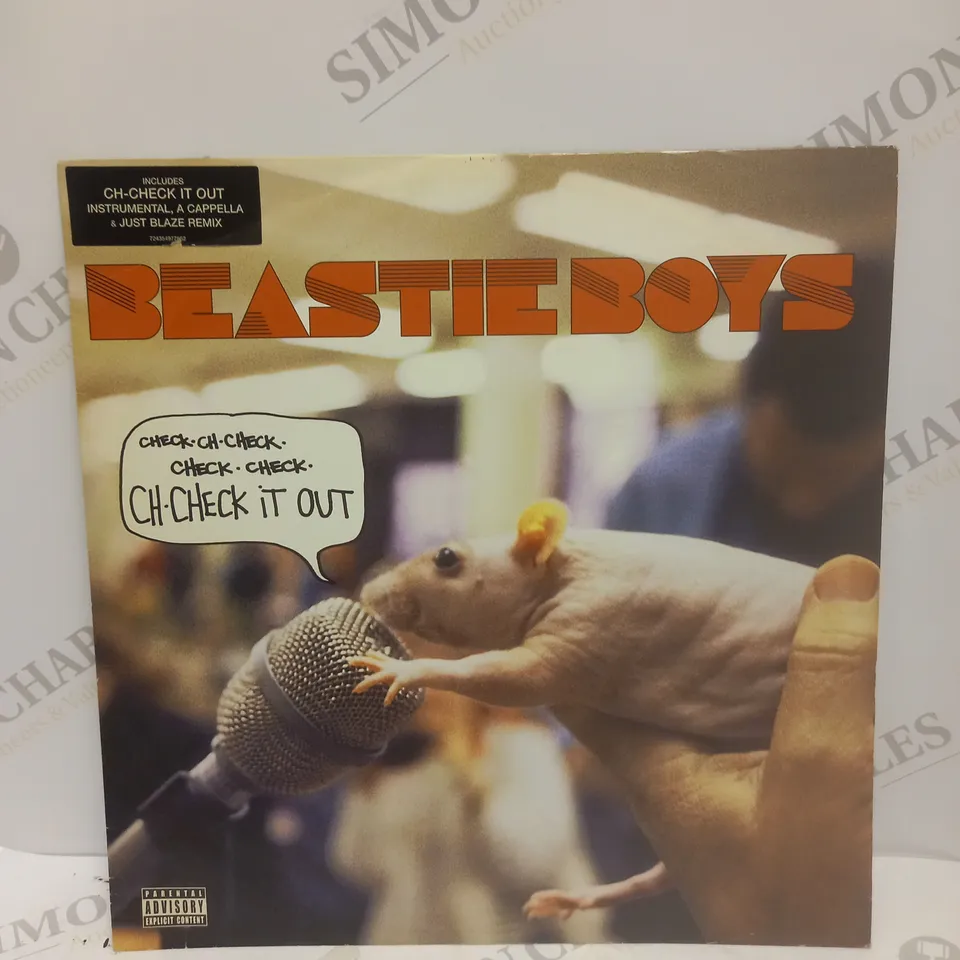 INCLUDES
CH-CHECK IT OUT
INSTRUMENTAL, A CAPPELLA
& JUST BLAZE REMIX
BEASTIE BOYS
CHECK·CH·CHECK·
CHECK·CHECK·
CH·CHECK iT OUT
PARENTAL
ADVISORY
EXPLICIT CONTENT